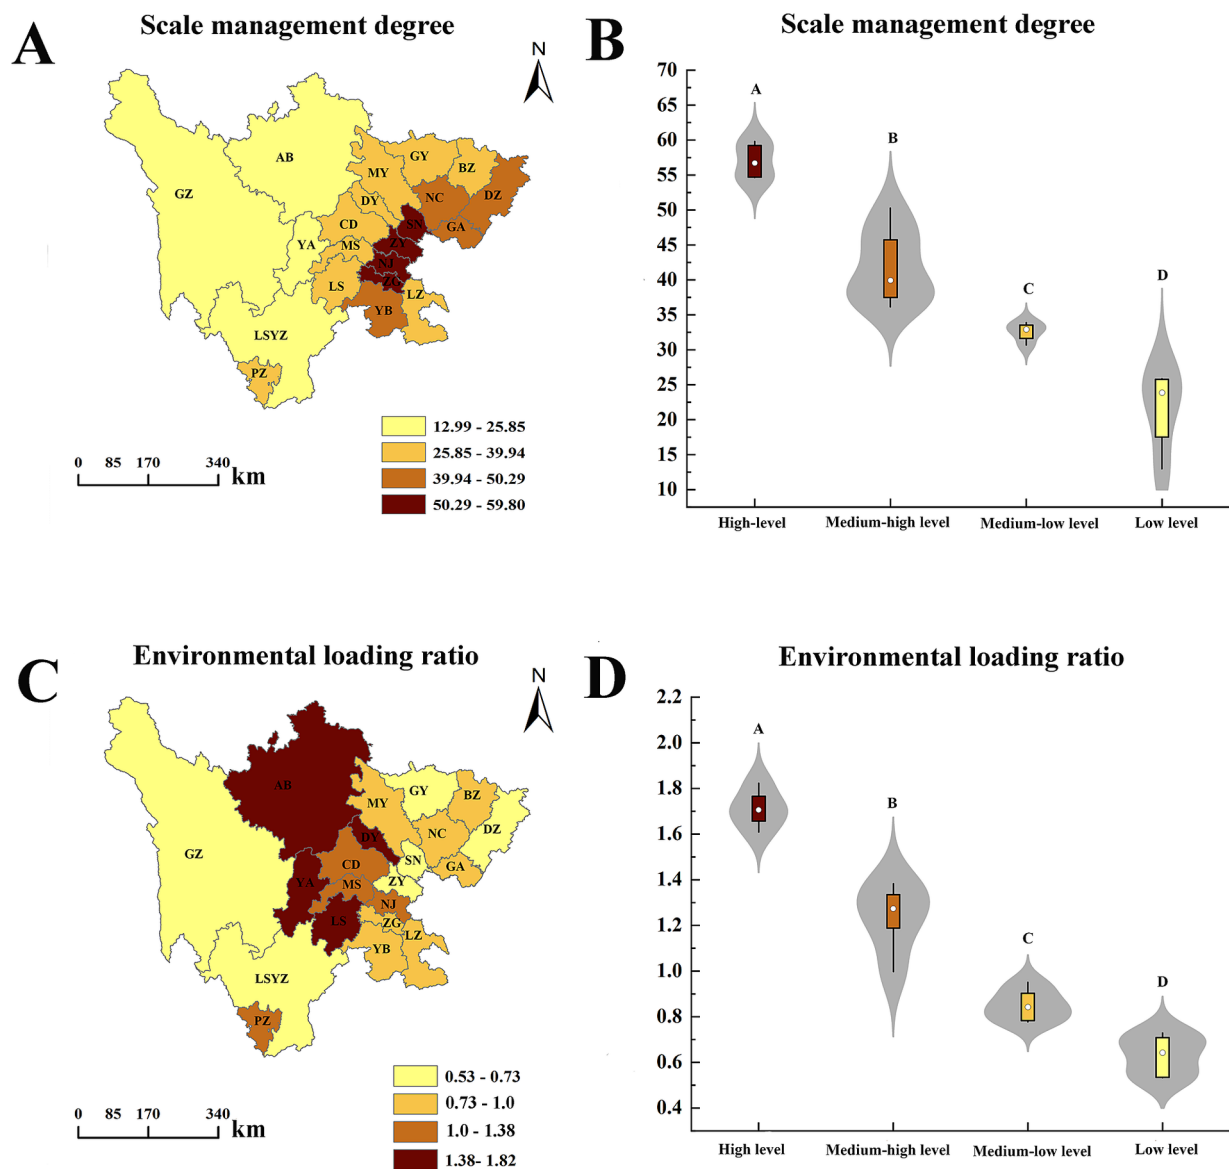 A
Scale management degree
N
GZ
AB
MY
GY
BZ
DY
NC
DZ
CD
SN
GA
YA
MS
ZY
NJ
LS
ZG
LZ
YB
LSYZ
PZ
12.99 - 25.85
25.85 - 39.94
39.94 - 50.29
50.29 - 59.80
0 85 170 340 km
B
Scale management degree
70
65
60
55
50
45
40
35
30
25
20
15
10
A
B
C
D
High-level
Medium-high level
Medium-low level
Low level
C
Environmental loading ratio
N
AB
MY
GY
BZ
GZ
DY
NC
DZ
CD
SN
GA
YA
MS
ZY
NJ
LS
ZG
LZ
YB
LSYZ
PZ
0.53 - 0.73
0.73 - 1.0
1.0 - 1.38
1.38- 1.82
0 85 170 340 km
D
Environmental loading ratio
2.2
2.0
1.8
1.6
1.4
1.2
1.0
0.8
0.6
0.4
A
B
C
D
High level
Medium-high level
Medium-low level
Low level